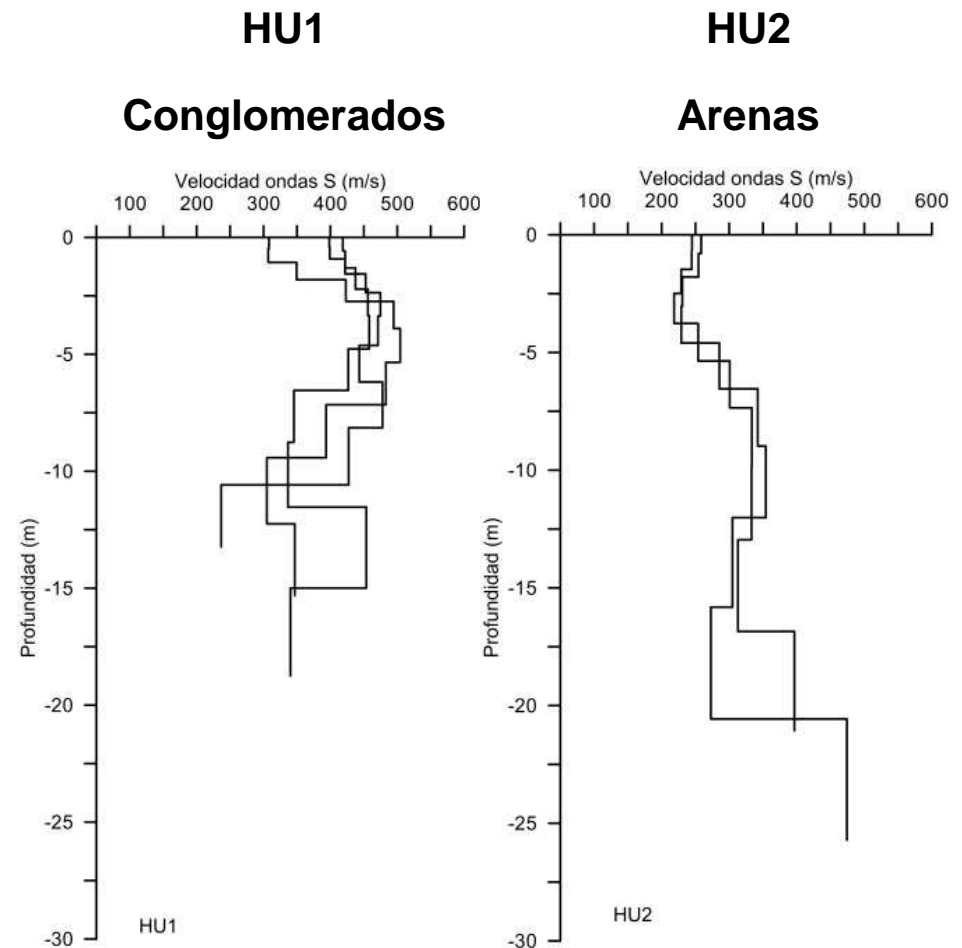 HU1
Conglomerados
Velocidad ondas S (m/s)
100 200 300 400 500 600
0
-5
-10
-15
-20
-25
-30
Profundidad (m)
HU1
HU2
Arenas
Velocidad ondas S (m/s)
100 200 300 400 500 600
0
-5
-10
-15
-20
-25
-30
Profundidad (m)
HU2